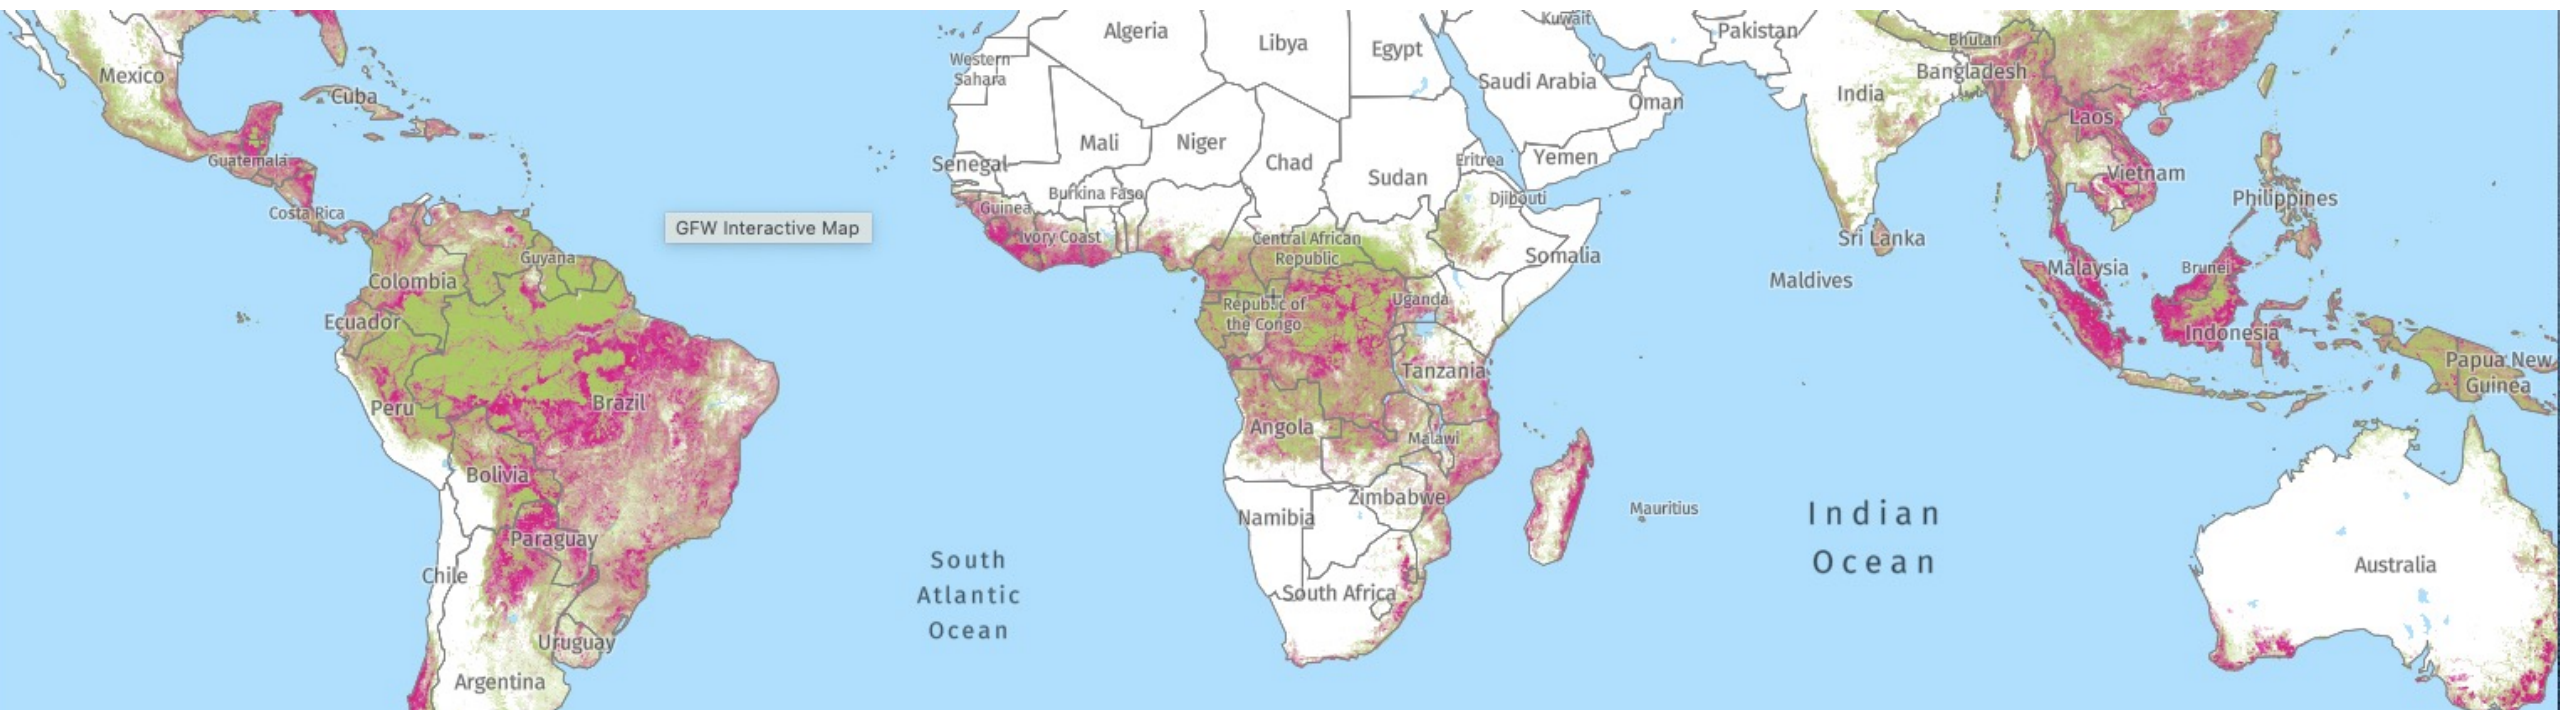 Mexico
Cuba
Guatemala
Costa Rica
GFW Interactive Map
Guyana
Colombia
Ecuador
Peru
Brazil
Bolivia
Paraguay
Chile
Uruguay
Argentina
South
Atlantic
Ocean
Algeria
Libya
Egypt
Western
Sahara
Mali
Niger
Chad
Sudan
Eritrea
Senegal
Burkina Faso
Djibouti
Guinea
Ivory Coast
Central African
Republic
Somalia
Uganda
Republic of
the Congo
Tanzania
Angola
Malawi
Zimbabwe
Namibia
South Africa
Mauritius
Kuwait
Saudi Arabia
Oman
Yemen
Pakistan
Bhutan
Bangladesh
India
Laos
Vietnam
Philippines
Sri Lanka
Maldives
Malaysia
Brunei
Indonesia
Papua New
Guinea
Indian
Ocean
Australia